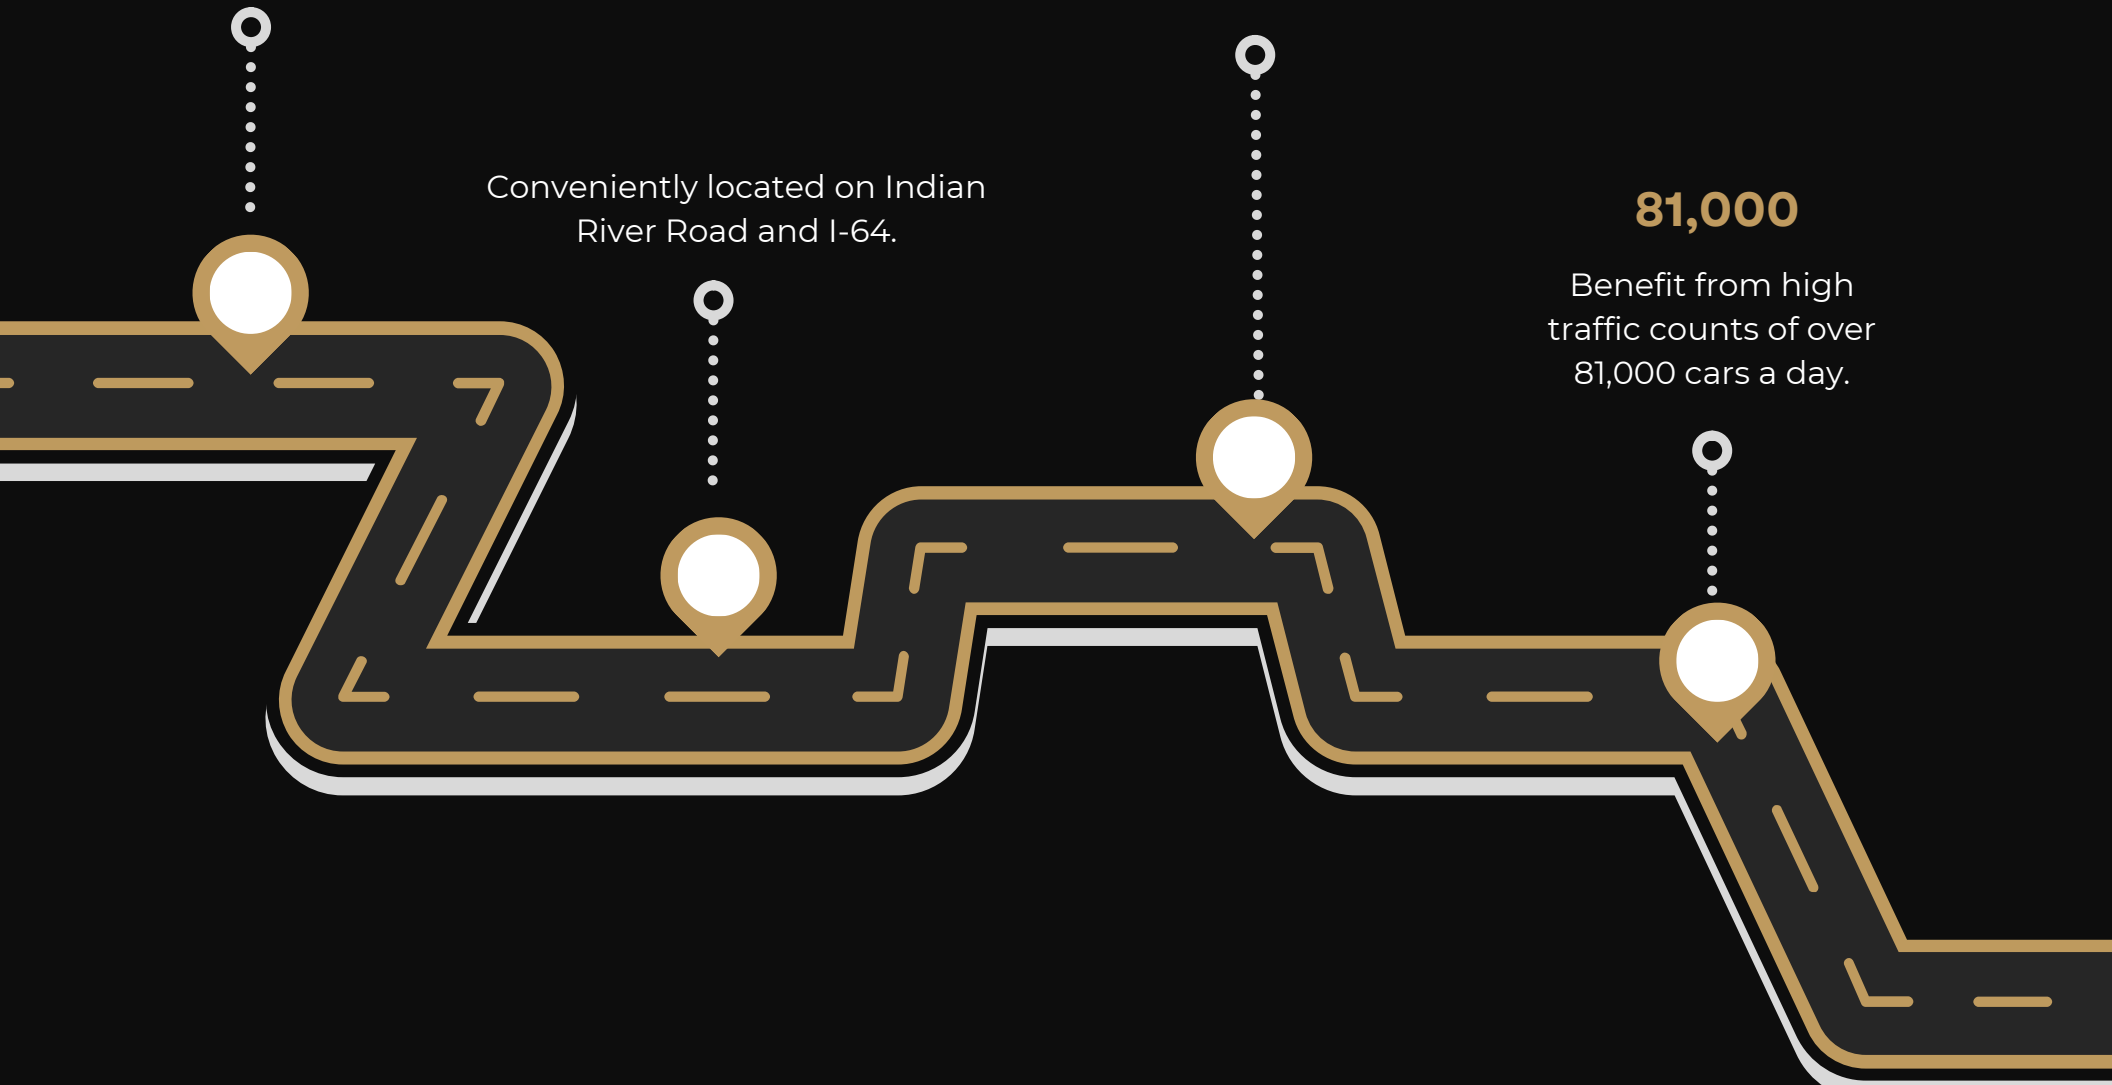 Conveniently located on Indian
River Road and I-64.
81,000
Benefit from high
traffic counts of over
81,000 cars a day.